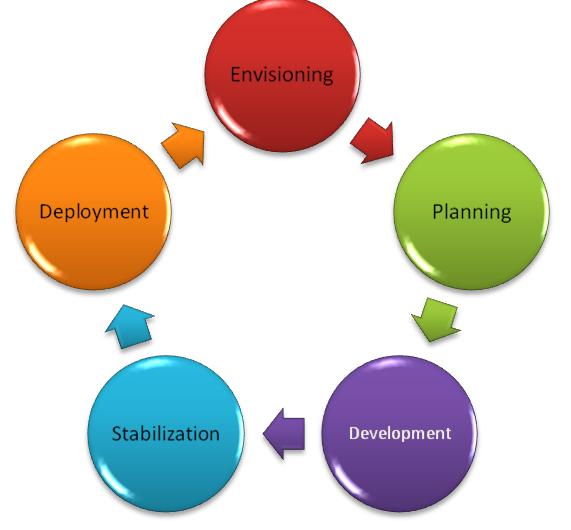 Envisioning
Planning
Development
Stabilization
Deployment